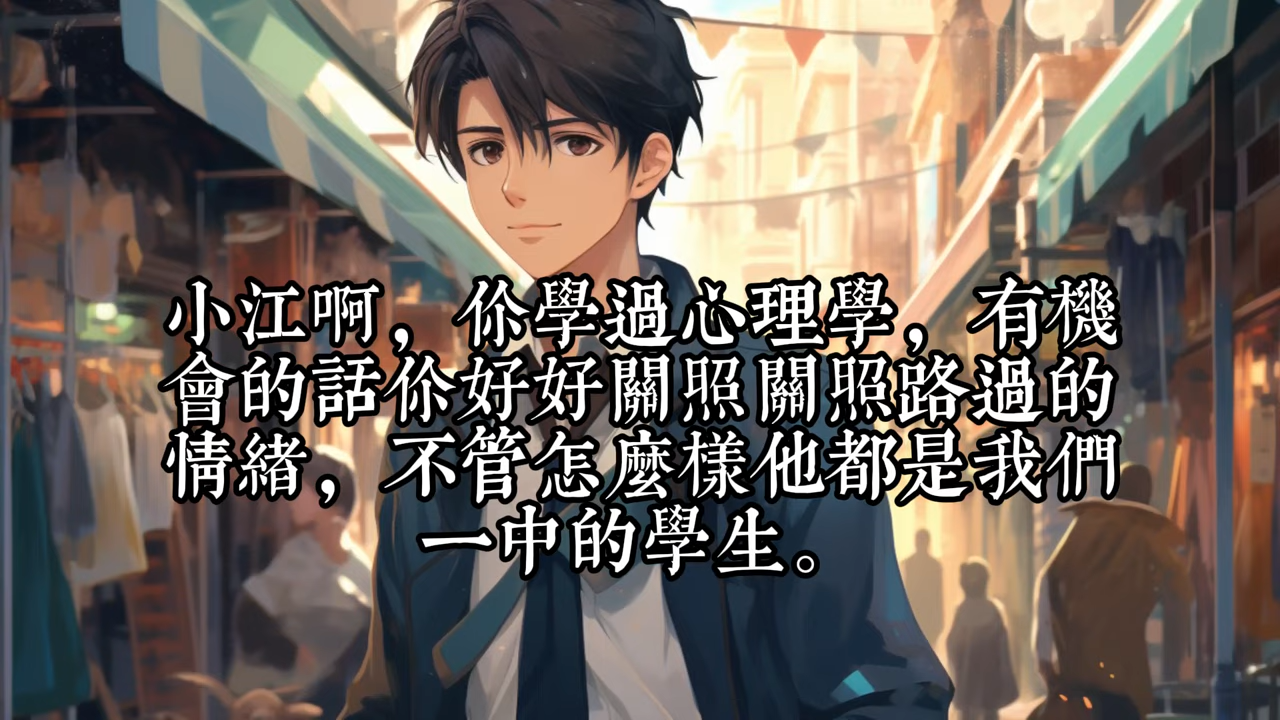 小江啊，你學過心理學，有機
會的話你好好關照關照路過的
情緒，不管怎麼樣他都是我們
一中的學生。